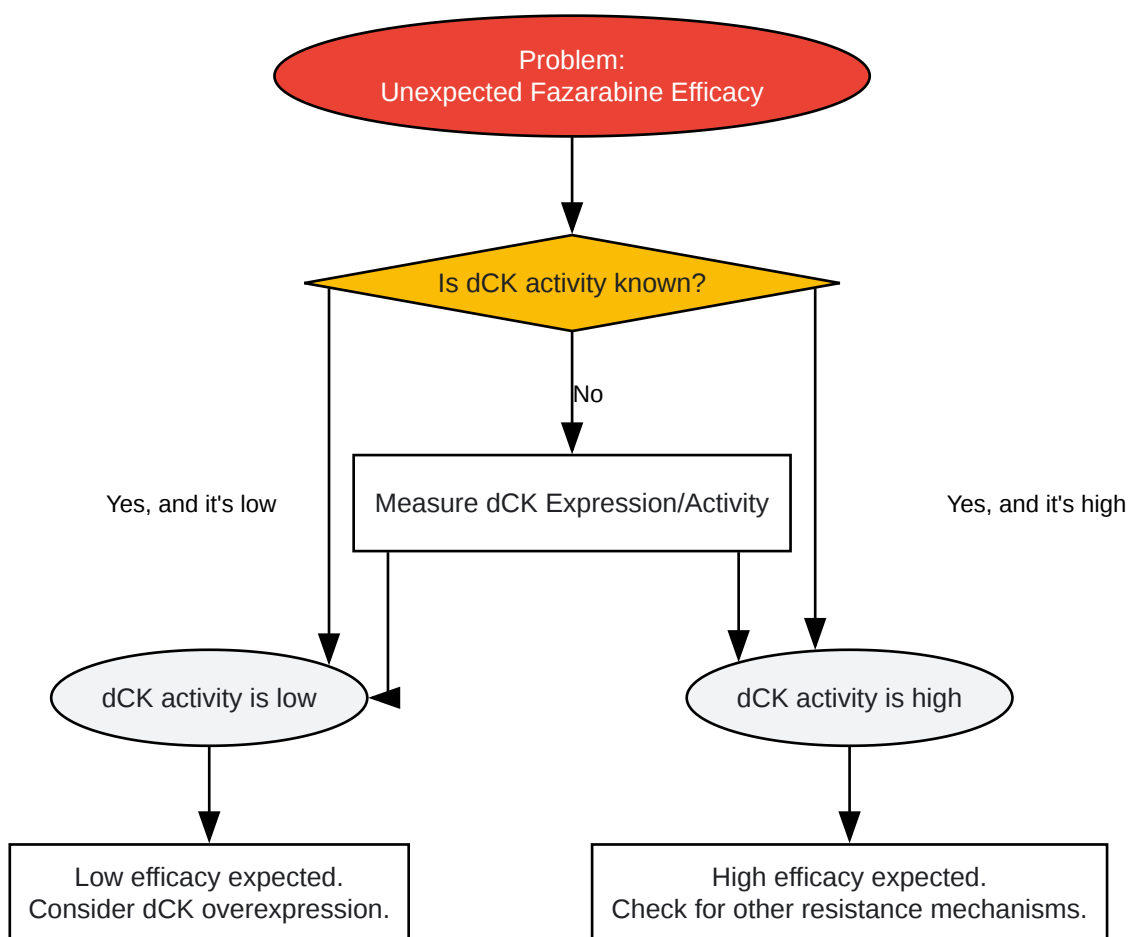 Problem:
Unexpected Fazarabine Efficacy
Is dCK activity known?
No
Yes, and it's low
Measure dCK Expression/Activity
Yes, and it's high
dCK activity is low
dCK activity is high
Low efficacy expected.
Consider dCK overexpression.
High efficacy expected.
Check for other resistance mechanisms.